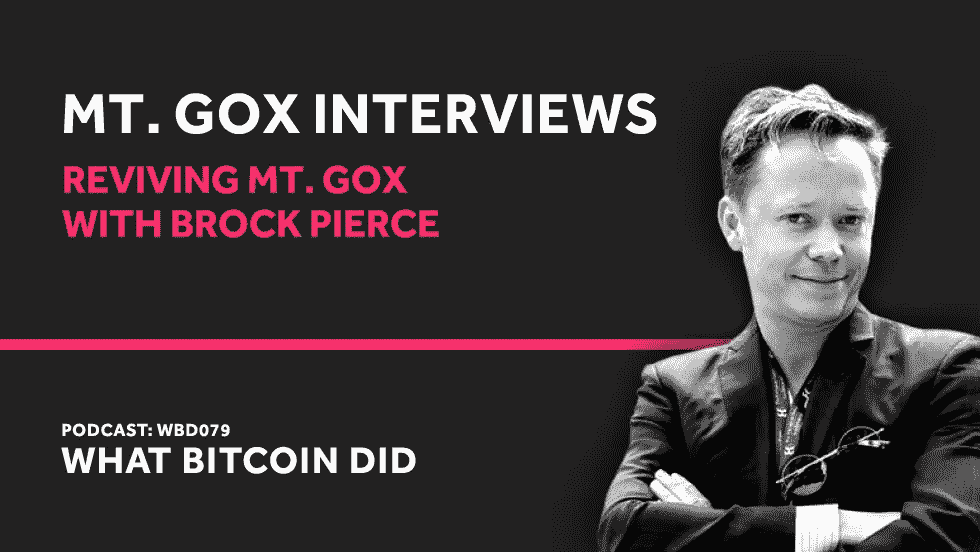 MT. GOX INTERVIEWS
REVIVING MT. GOX
WITH BROCK PIERCE
PODCAST: WBD079
WHAT BITCOIN DID